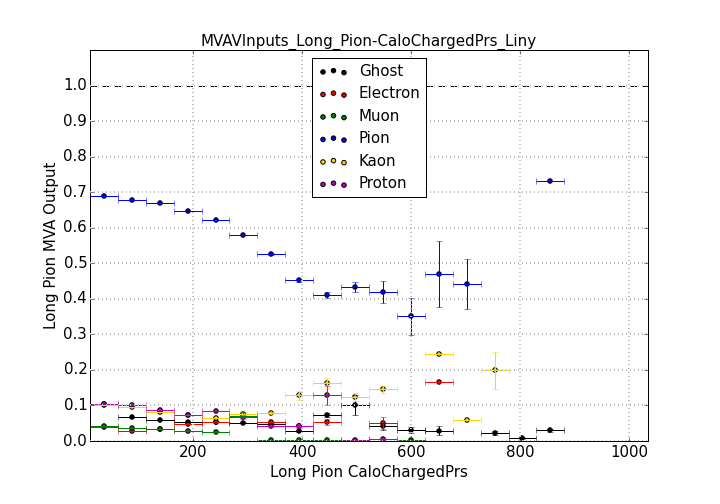 MVAVInputs_Long_Pion-CaloChargedPrs_Liny
Ghost
Electron
Muon
Pion
Kaon
Proton
Long Pion MVA Output
1.0
0.9
0.8
0.7
0.6
0.5
0.4
0.3
0.2
0.1
0.0
200 400 600 800 1000
Long Pion CaloChargedPrs